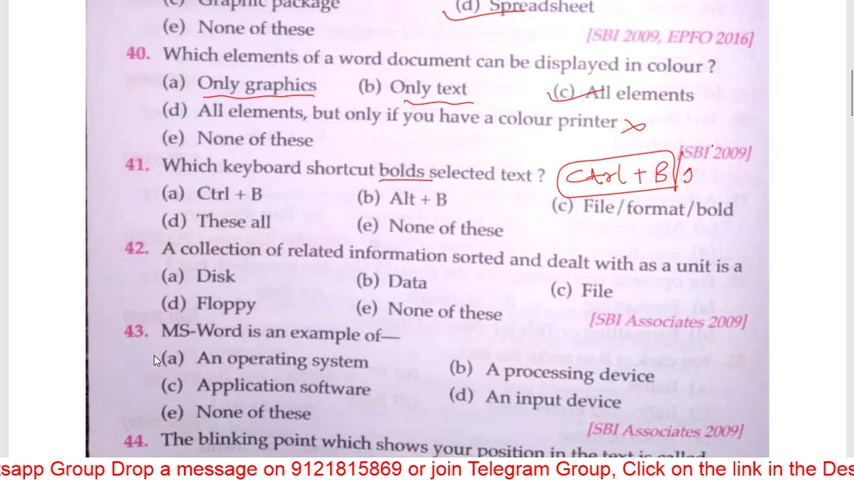 (c) Graphic package (d) Spreadsheet
(e) None of these [SBI 2009, EPFO 2016]
40. Which elements of a word document can be displayed in colour ?
(a) Only graphics (b) Only text (c) All elements
(d) All elements, but only if you have a colour printer
(e) None of these [SBI 2009]
41. Which keyboard shortcut bolds selected text ? Ctrl + B
(a) Ctrl + B (b) Alt + B (c) File/format/bold
(d) These all (e) None of these
42. A collection of related information sorted and dealt with as a unit is a
(a) Disk (b) Data (c) File
(d) Floppy (e) None of these [SBI Associates 2009]
43. MS-Word is an example of—
(a) An operating system (b) A processing device
(c) Application software (d) An input device
(e) None of these [SBI Associates 2009]
44. The blinking point which shows your position in the text is called
tsapp Group Drop a message on 9121815869 or join Telegram Group, Click on the link in the Des